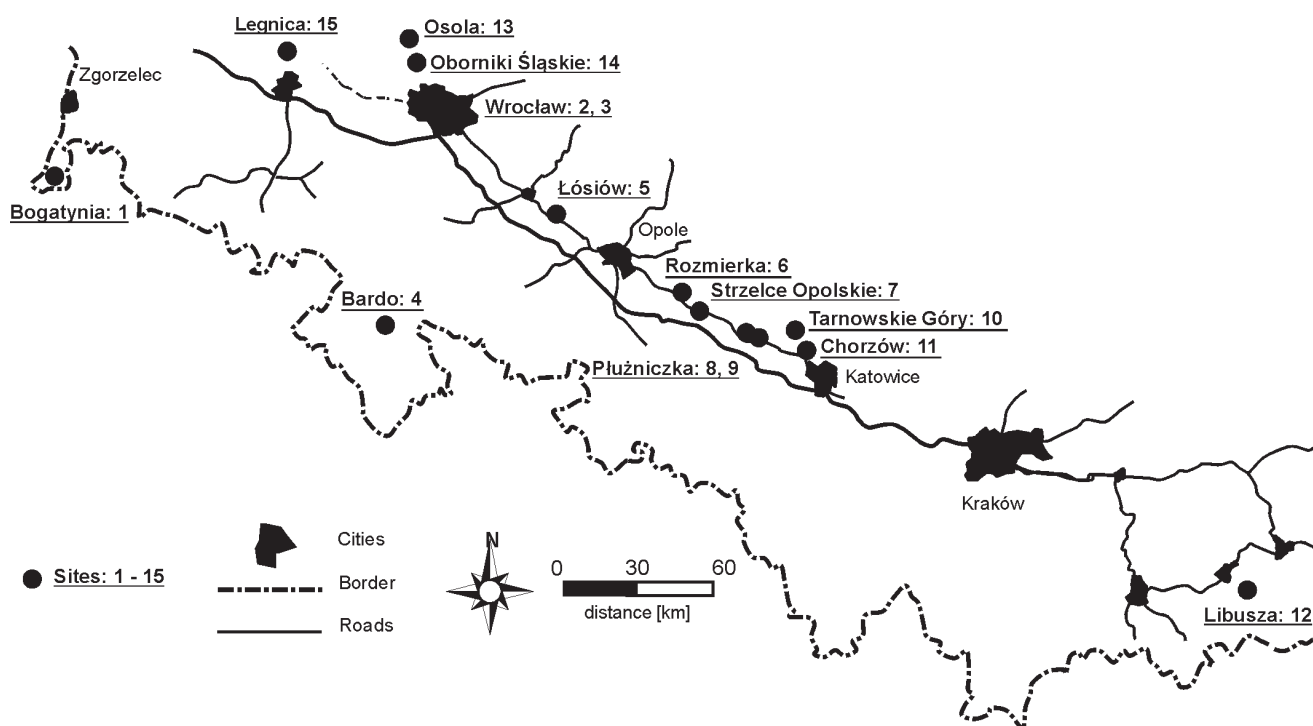 Legnica: 15
Osola: 13
Oborniki Śląskie: 14
Zgorzelec
Wrocław: 2, 3
Bogatynia: 1
Łósiów: 5
Opole
Rozmierka: 6
Strzelce Opolskie: 7
Bardo: 4
Tarnowskie Góry: 10
Chorzów: 11
Płużniczka: 8, 9
Katowice
Kraków
Cities
Sites: 1 - 15
Border
Roads
N
0 30 60
distance [km]
Libusza: 12